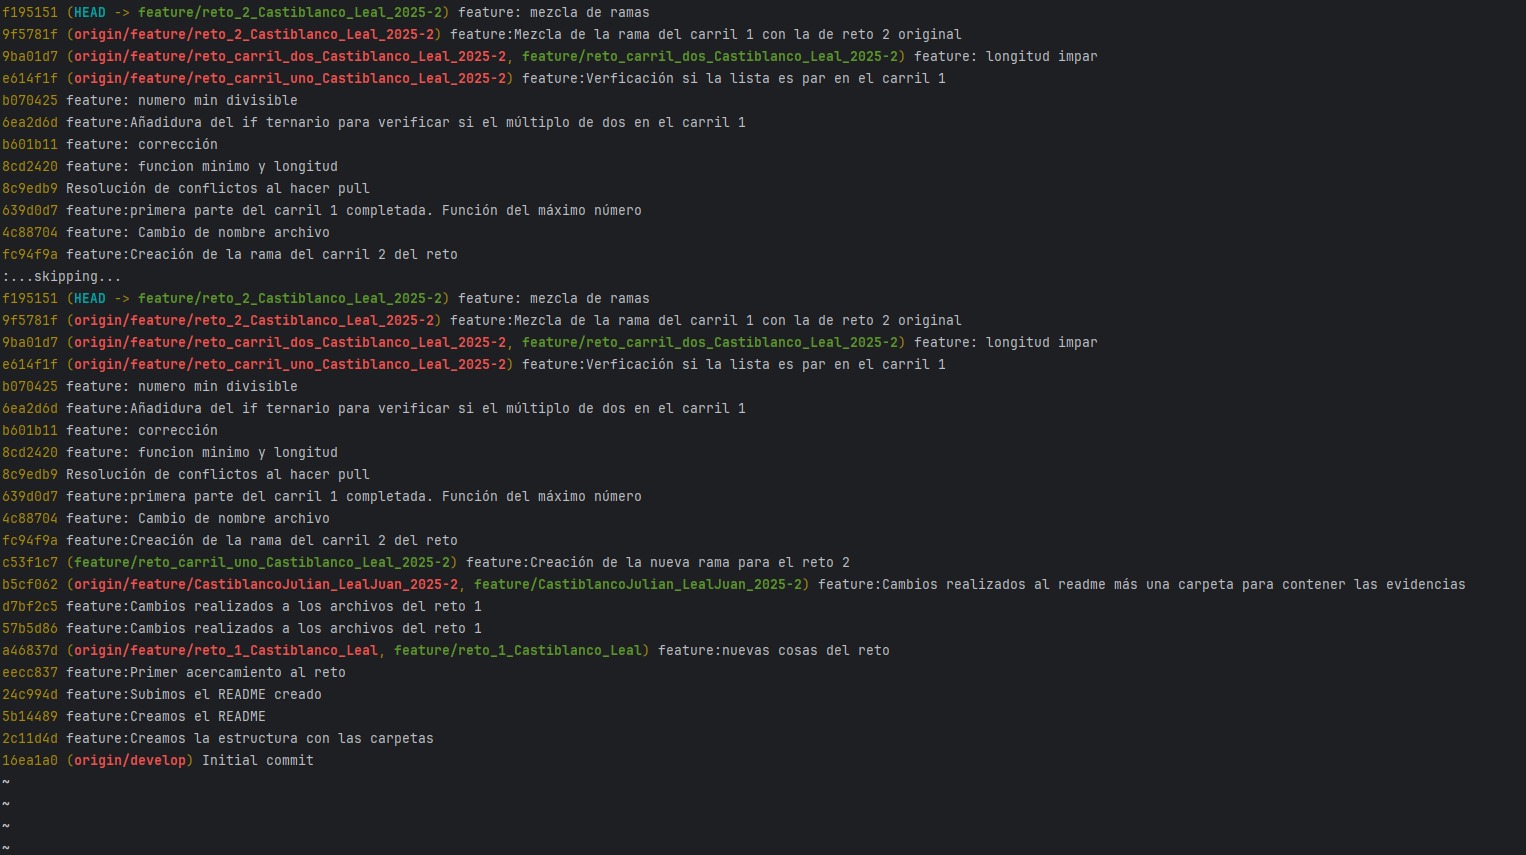 f195151 (HEAD -> feature/reto_2_Castiblanco_Leal_2025-2) feature: mezcla de ramas
9f5781f (origin/feature/reto_2_Castiblanco_Leal_2025-2) feature:Mezcla de la rama del carril 1 con la de reto 2 original
9ba01d7 (origin/feature/reto_carril_dos_Castiblanco_Leal_2025-2, feature/reto_carril_dos_Castiblanco_Leal_2025-2) feature: longitud impar
e614f1f (origin/feature/reto_carril_uno_Castiblanco_Leal_2025-2) feature:Verficación si la lista es par en el carril 1
b070425 feature: numero min divisible
6ea2d6d feature:Añadidura del if ternario para verificar si el múltiplo de dos en el carril 1
b601b11 feature: corrección
8cd2420 feature: funcion minimo y longitud
8c9edb9 Resolución de conflictos al hacer pull
639d0d7 feature:primera parte del carril 1 completada. Función del máximo número
4c88704 feature: Cambio de nombre archivo
fc94f9a feature:Creación de la rama del carril 2 del reto
:...skipping...
f195151 (HEAD -> feature/reto_2_Castiblanco_Leal_2025-2) feature: mezcla de ramas
9f5781f (origin/feature/reto_2_Castiblanco_Leal_2025-2) feature:Mezcla de la rama del carril 1 con la de reto 2 original
9ba01d7 (origin/feature/reto_carril_dos_Castiblanco_Leal_2025-2, feature/reto_carril_dos_Castiblanco_Leal_2025-2) feature: longitud impar
e614f1f (origin/feature/reto_carril_uno_Castiblanco_Leal_2025-2) feature:Verficación si la lista es par en el carril 1
b070425 feature: numero min divisible
6ea2d6d feature:Añadidura del if ternario para verificar si el múltiplo de dos en el carril 1
b601b11 feature: corrección
8cd2420 feature: funcion minimo y longitud
8c9edb9 Resolución de conflictos al hacer pull
639d0d7 feature:primera parte del carril 1 completada. Función del máximo número
4c88704 feature: Cambio de nombre archivo
fc94f9a feature:Creación de la rama del carril 2 del reto
c53f1c7 (feature/reto_carril_uno_Castiblanco_Leal_2025-2) feature:Creación de la nueva rama para el reto 2
b5cf062 (origin/feature/CastiblancoJulian_LealJuan_2025-2, feature/CastiblancoJulian_LealJuan_2025-2) feature:Cambios realizados al readme más una carpeta para contener las evidencias
d7bf2c5 feature:Cambios realizados a los archivos del reto 1
57b5d86 feature:Cambios realizados a los archivos del reto 1
a46837d (origin/feature/reto_1_Castiblanco_Leal, feature/reto_1_Castiblanco_Leal) feature:nuevas cosas del reto
eecc837 feature:Primer acercamiento al reto
24c994d feature:Subimos el README creado
5b14489 feature:Creamos el README
2c11d4d feature:Creamos la estructura con las carpetas
16ea1a0 (origin/develop) Initial commit
~
~
~
~